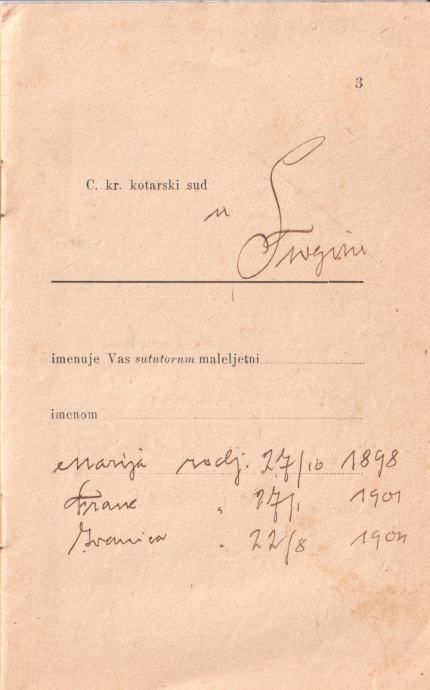 3
C. kr. kotarski sud
u
Trogiru
imenuje Vas sututorum maleljetni
imenom
Marija rodj. 27/10 1898
Frane " 27/1 1901
Ivanica " 22/8 1904